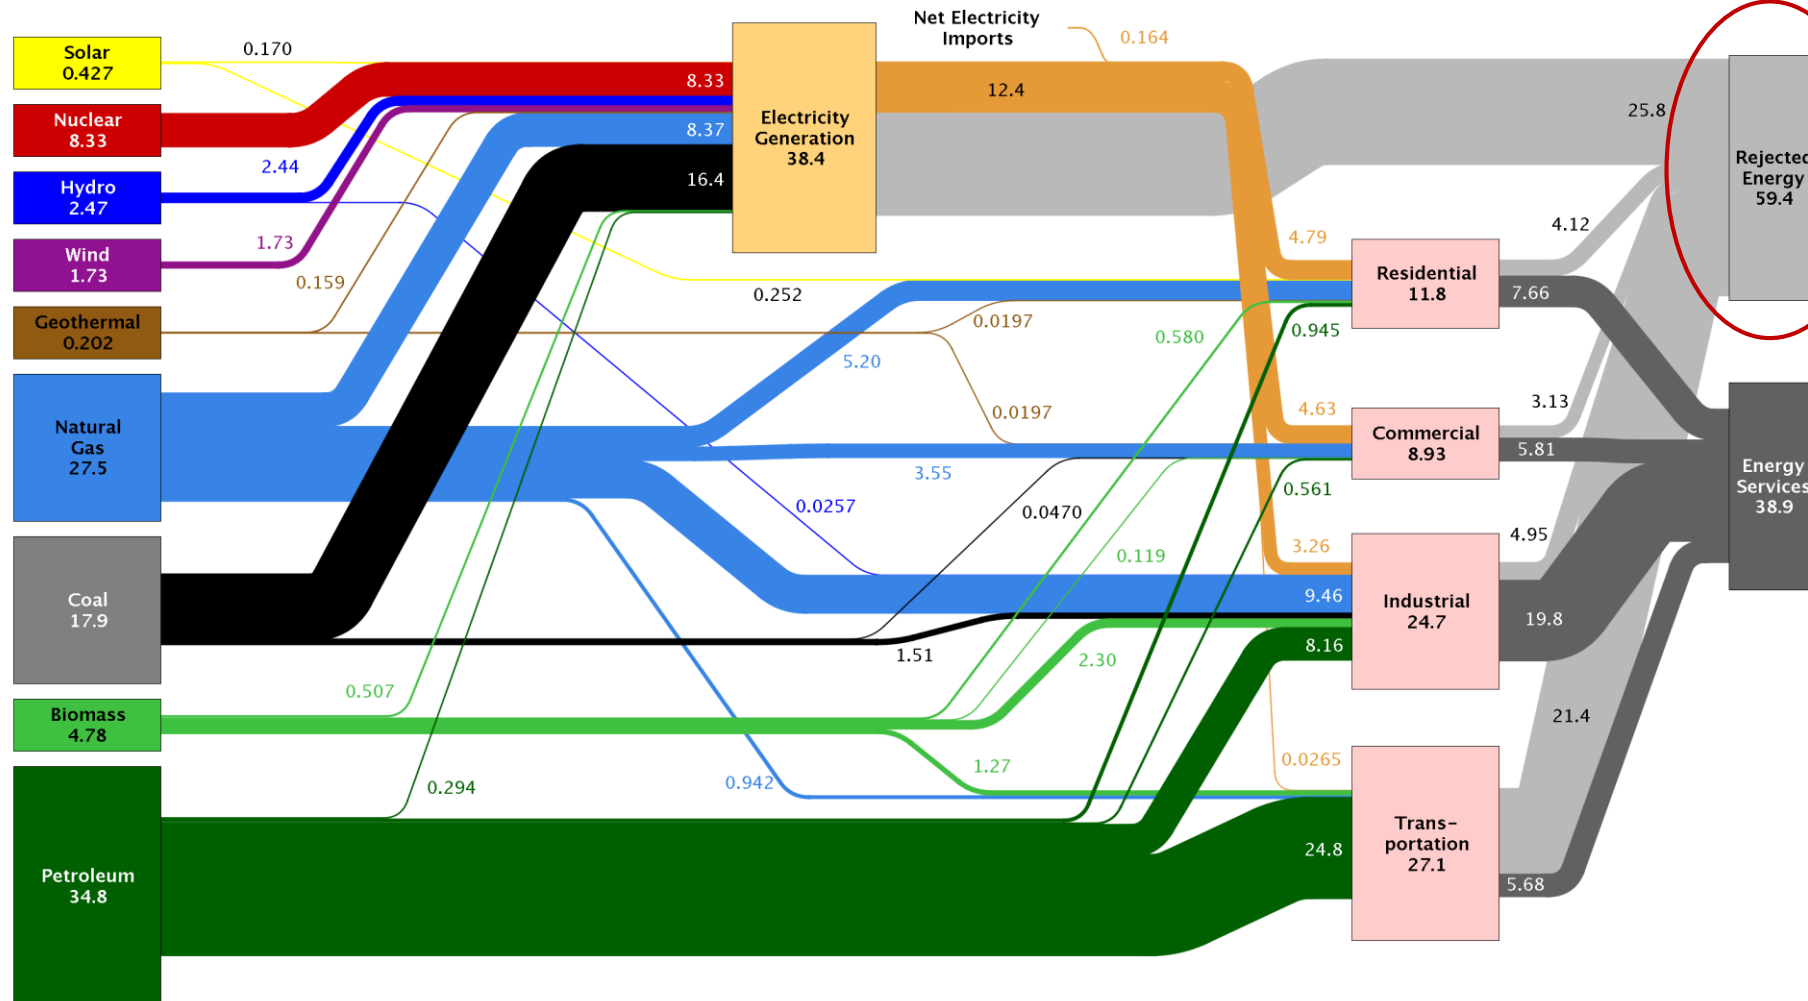 Net Electricity
Imports
0.164
Solar
0.427
0.170
Nuclear
8.33
8.33
Hydro
2.47
2.44
Wind
1.73
1.73
Geothermal
0.202
0.159
Natural
Gas
27.5
8.37
Coal
17.9
16.4
Biomass
4.78
0.507
Petroleum
34.8
0.294
Electricity
Generation
38.4
12.4
25.8
0.252
0.0197
5.20
0.0197
3.55
0.0257
0.0470
0.119
1.51
2.30
0.942
1.27
0.580
4.79
0.945
4.63
0.561
3.26
9.46
8.16
0.0265
24.8
Residential
11.8
4.12
7.66
Commercial
8.93
3.13
5.81
Industrial
24.7
4.95
19.8
Trans-
portation
27.1
21.4
5.68
Rejected
Energy
59.4
Energy
Services
38.9